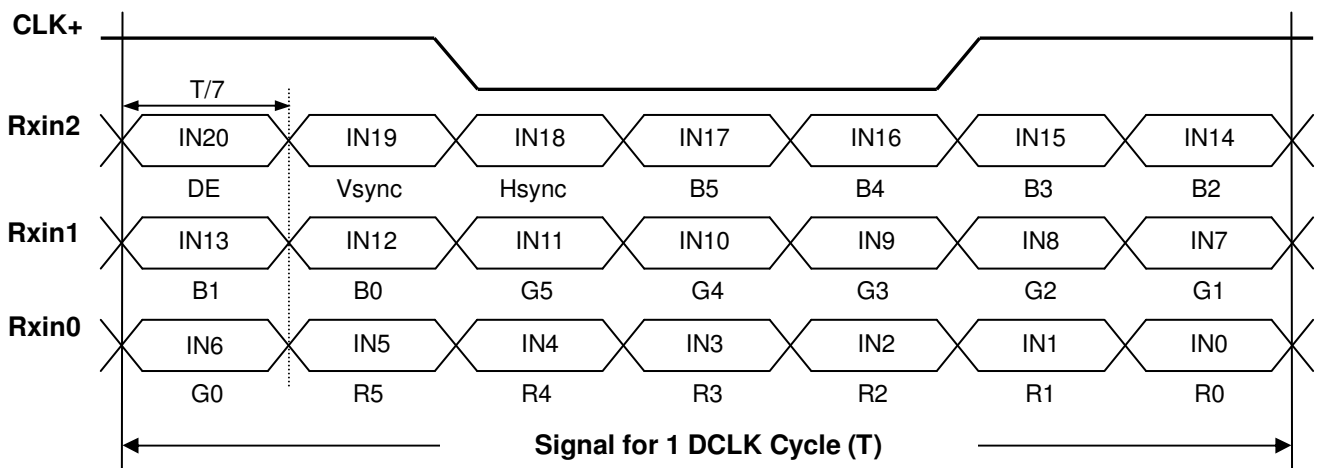 CLK+
T/7
Rxin2 IN20 IN19 IN18 IN17 IN16 IN15 IN14
DE Vsync Hsync B5 B4 B3 B2
Rxin1 IN13 IN12 IN11 IN10 IN9 IN8 IN7
B1 B0 G5 G4 G3 G2 G1
Rxin0 IN6 IN5 IN4 IN3 IN2 IN1 IN0
G0 R5 R4 R3 R2 R1 R0
Signal for 1 DCLK Cycle (T)